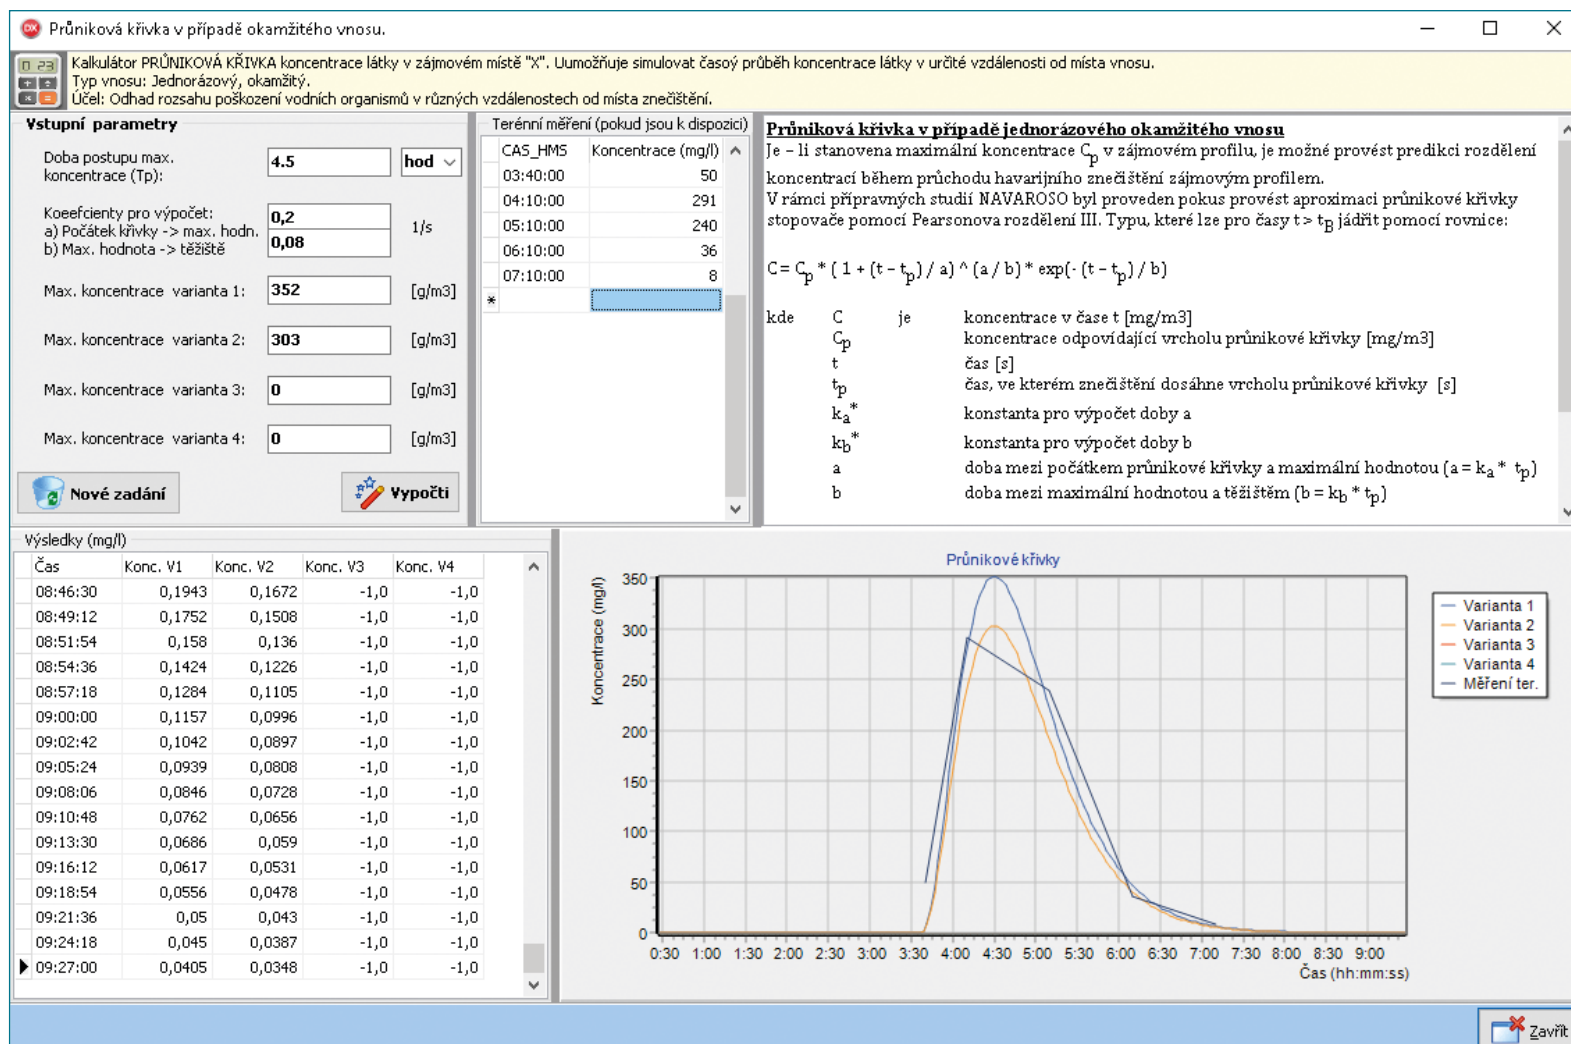 Průniková křivka v případě okamžitého vnosu.
Kalkulátor PRŮNIKOVÁ KŘIVKA koncentrace látky v zájmovém místě "X". Uumožňuje simulovat časoý průběh koncentrace látky v určité vzdálenosti od místa vnosu.
Typ vnosu: Jednorázový, okamžitý.
Účel: Odhad rozsahu poškození vodních organismů v různých vzdálenostech od místa znečištění.
Vstupní parametry
Doba postupu max.
koncentrace (Tp):
4.5
hod
Koeefcienty pro výpočet:
a) Počátek křivky -> max. hodn.
b) Max. hodnota -> těžiště
0,2
0,08
1/s
Max. koncentrace varianta 1: 352 [g/m3]
Max. koncentrace varianta 2: 303 [g/m3]
Max. koncentrace varianta 3: 0 [g/m3]
Max. koncentrace varianta 4: 0 [g/m3]
Nové zadání
Vypočti
Terénní měření (pokud jsou k dispozici)
CAS_HMS Koncentrace (mg/l)
03:40:00 50
04:10:00 291
05:10:00 240
06:10:00 36
07:10:00 8
*
Průniková křivka v případě jednorázového okamžitého vnosu
Je – li stanovena maximální koncentrace Cp v zájmovém profilu, je možné provést predikci rozdělení
koncentrací během průchodu havarijního znečištění zájmovým profilem.
V rámci přípravných studií NAVAROSO byl proveden pokus provést aproximaci průnikové křivky
stopovače pomocí Pearsonova rozdělení III. Typu, které lze pro časy t > tB jádřit pomocí rovnice:
C = Cp * ( 1 + (t – tp) / a) ^ (a / b) * exp(- (t – tp) / b)
kde C je koncentrace v čase t [mg/m3]
Cp koncentrace odpovídající vrcholu průnikové křivky [mg/m3]
t čas [s]
tp čas, ve kterém znečištění dosáhne vrcholu průnikové křivky [s]
ka* konstanta pro výpočet doby a
kb* konstanta pro výpočet doby b
a doba mezi počátkem průnikové křivky a maximální hodnotou (a = ka * tp)
b doba mezi maximální hodnotou a těžištěm (b = kb * tp)
Výsledky (mg/l)
Čas Konc. V1 Konc. V2 Konc. V3 Konc. V4
08:46:30 0,1943 0,1672 -1,0 -1,0
08:49:12 0,1752 0,1508 -1,0 -1,0
08:51:54 0,158 0,136 -1,0 -1,0
08:54:36 0,1424 0,1226 -1,0 -1,0
08:57:18 0,1284 0,1105 -1,0 -1,0
09:00:00 0,1157 0,0996 -1,0 -1,0
09:02:42 0,1042 0,0897 -1,0 -1,0
09:05:24 0,0939 0,0808 -1,0 -1,0
09:08:06 0,0846 0,0728 -1,0 -1,0
09:10:48 0,0762 0,0656 -1,0 -1,0
09:13:30 0,0686 0,059 -1,0 -1,0
09:16:12 0,0617 0,0531 -1,0 -1,0
09:18:54 0,0556 0,0478 -1,0 -1,0
09:21:36 0,05 0,043 -1,0 -1,0
09:24:18 0,045 0,0387 -1,0 -1,0
09:27:00 0,0405 0,0348 -1,0 -1,0
Průnikové křivky
Koncentrace (mg/l)
350
300
250
200
150
100
50
0
0:30 1:00 1:30 2:00 2:30 3:00 3:30 4:00 4:30 5:00 5:30 6:00 6:30 7:00 7:30 8:00 8:30 9:00
Čas (hh:mm:ss)
Varianta 1
Varianta 2
Varianta 3
Varianta 4
Měření ter.
Zavřít